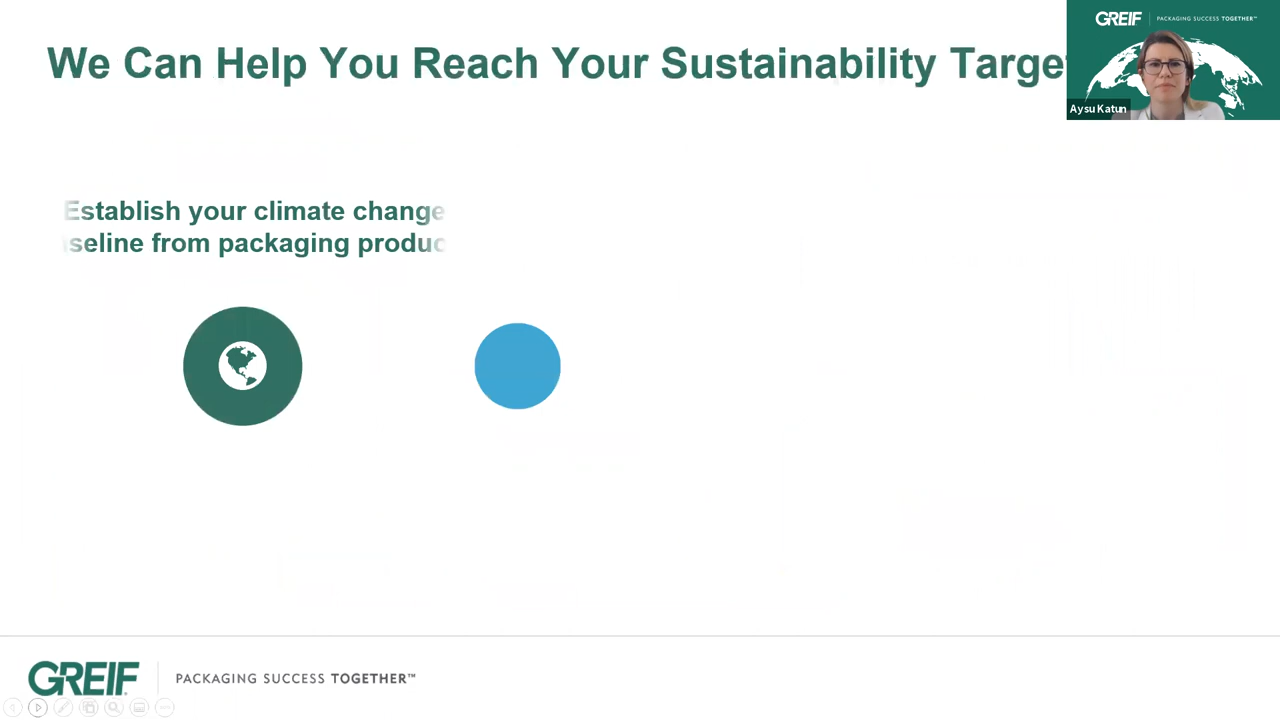 We Can Help You Reach Your Sustainability Targe
GREIF PACKAGING SUCCESS TOGETHER™
Aysu Katun
Establish your climate change
seline from packaging produc
GREIF PACKAGING SUCCESS TOGETHER™